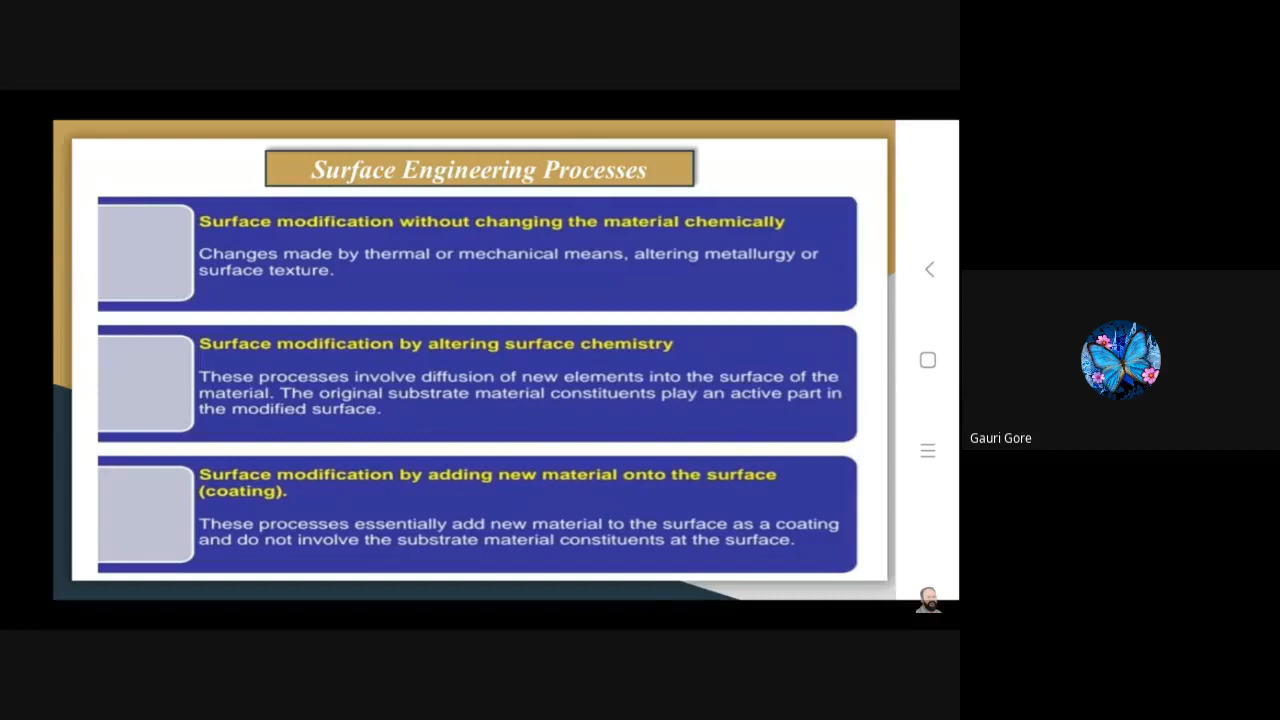 Surface Engineering Processes
Surface modification without changing the material chemically
Changes made by thermal or mechanical means, altering metallurgy or
surface texture.
Surface modification by altering surface chemistry
These processes involve diffusion of new elements into the surface of the
material. The original substrate material constituents play an active part in
the modified surface.
Surface modification by adding new material onto the surface
(coating).
These processes essentially add new material to the surface as a coating
and do not involve the substrate material constituents at the surface.
Gauri Gore